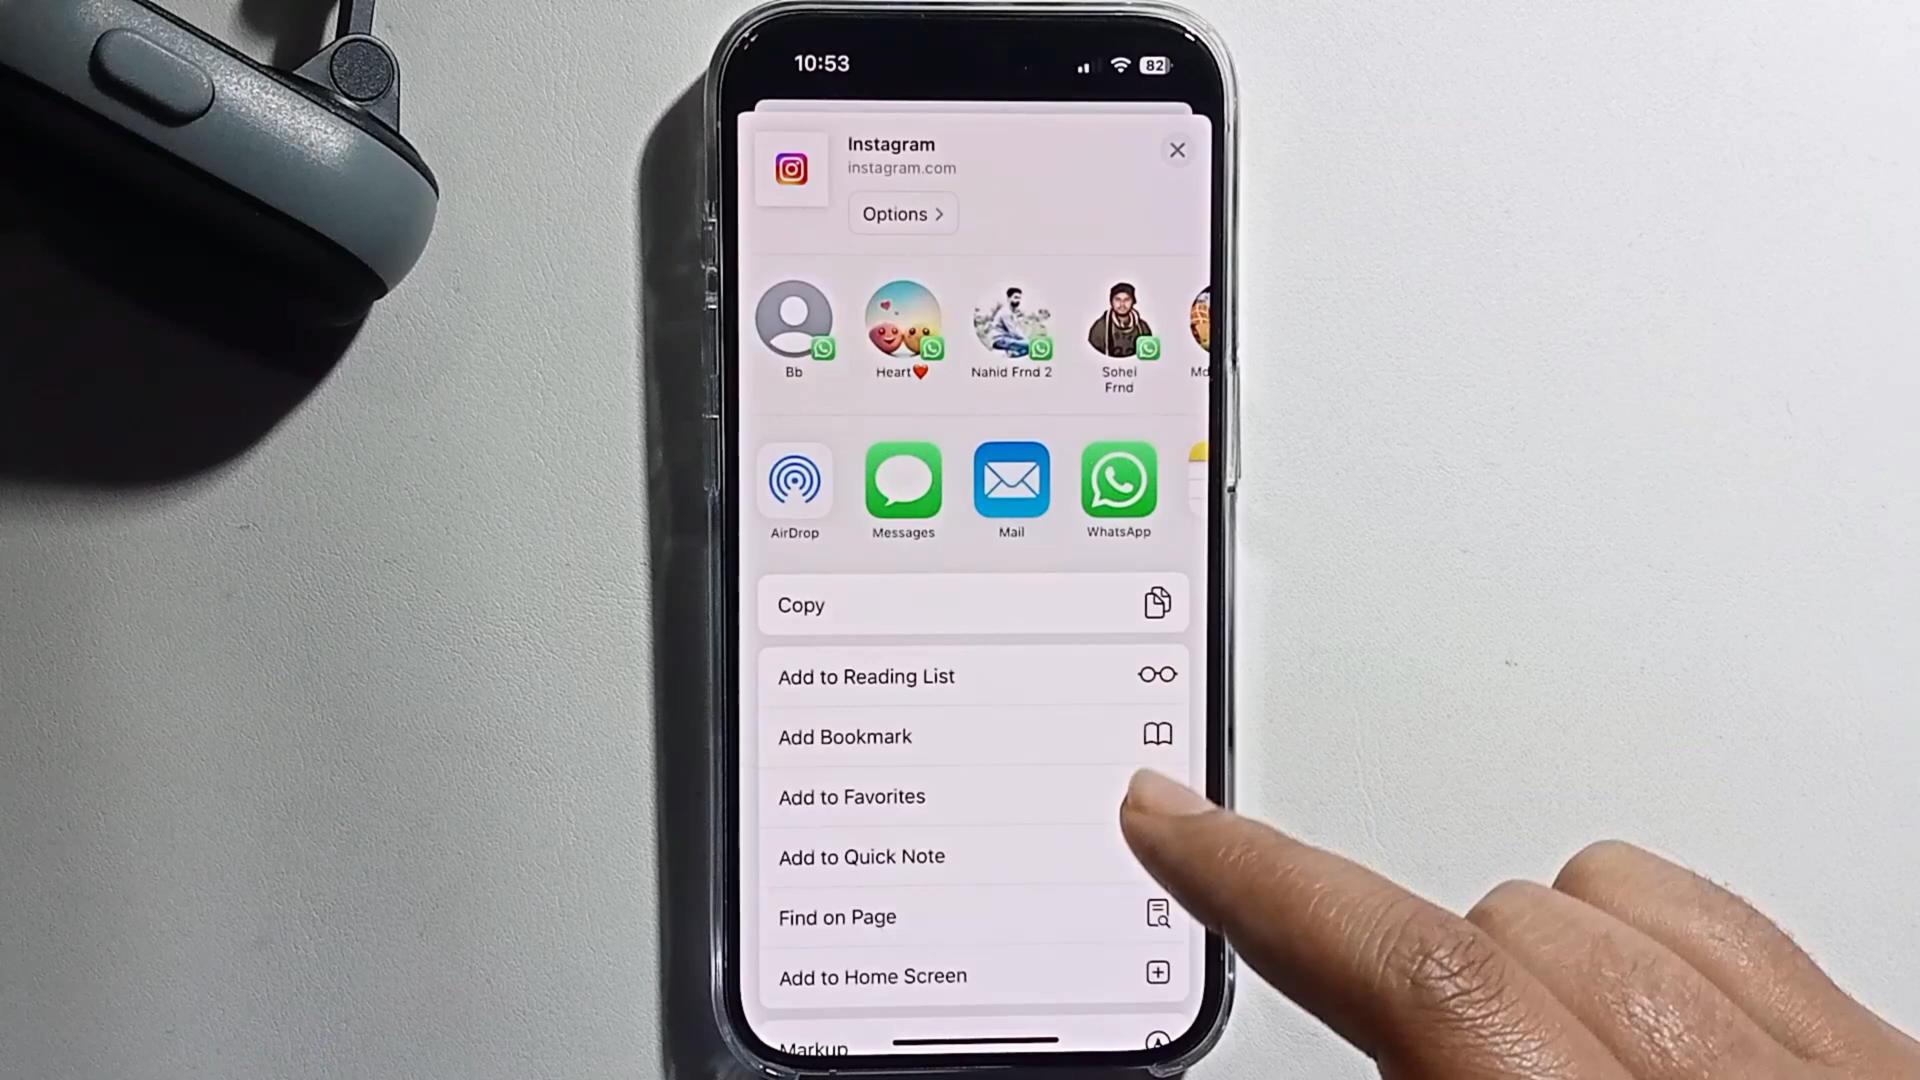 10:53
82
Instagram
instagram.com
Options
Bb
Heart❤️
Nahid Frnd 2
Sohel
Frnd
AirDrop
Messages
Mail
WhatsApp
Copy
Add to Reading List
Add Bookmark
Add to Favorites
Add to Quick Note
Find on Page
Add to Home Screen
Markup